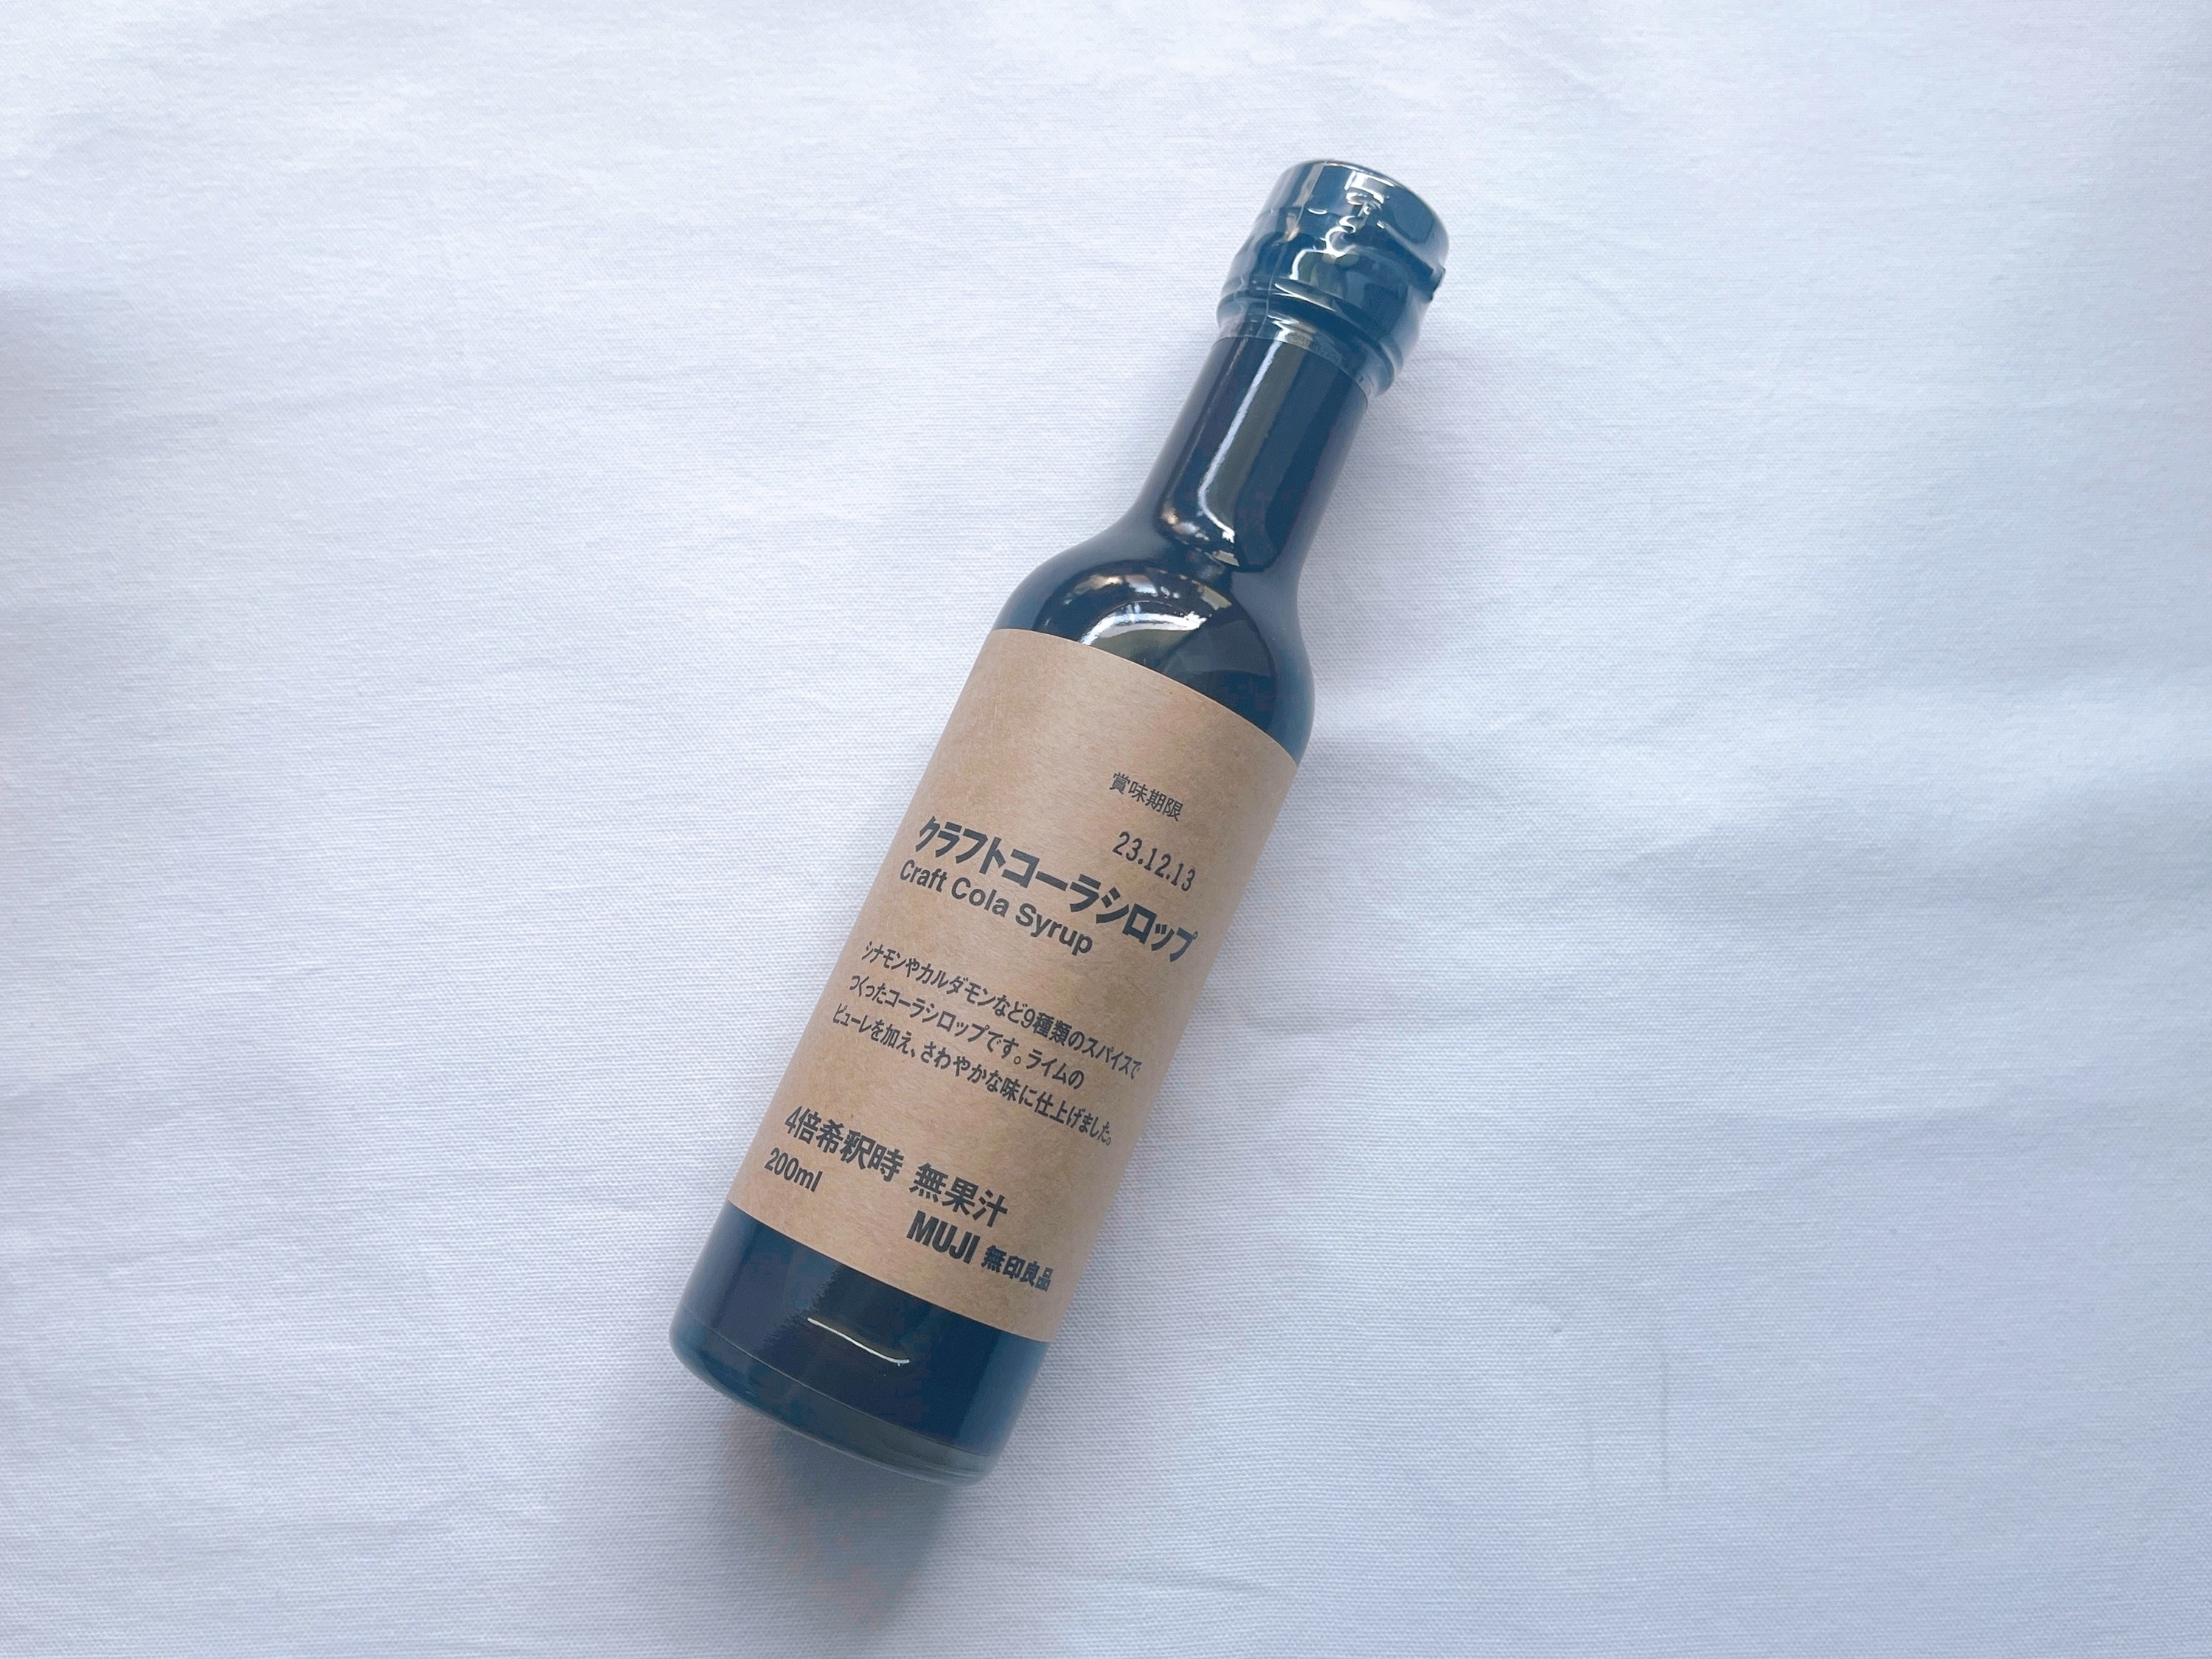 賞味期限
23.12.13
クラフトコーラシロップ
Craft Cola Syrup
シナモンやカルダモンなど9種類のスパイスで
つくったコーラシロップです。ライムの
ピューレを加え、さわやかな味に仕上げました。
4倍希釈時 無果汁
200ml
MUJI 無印良品